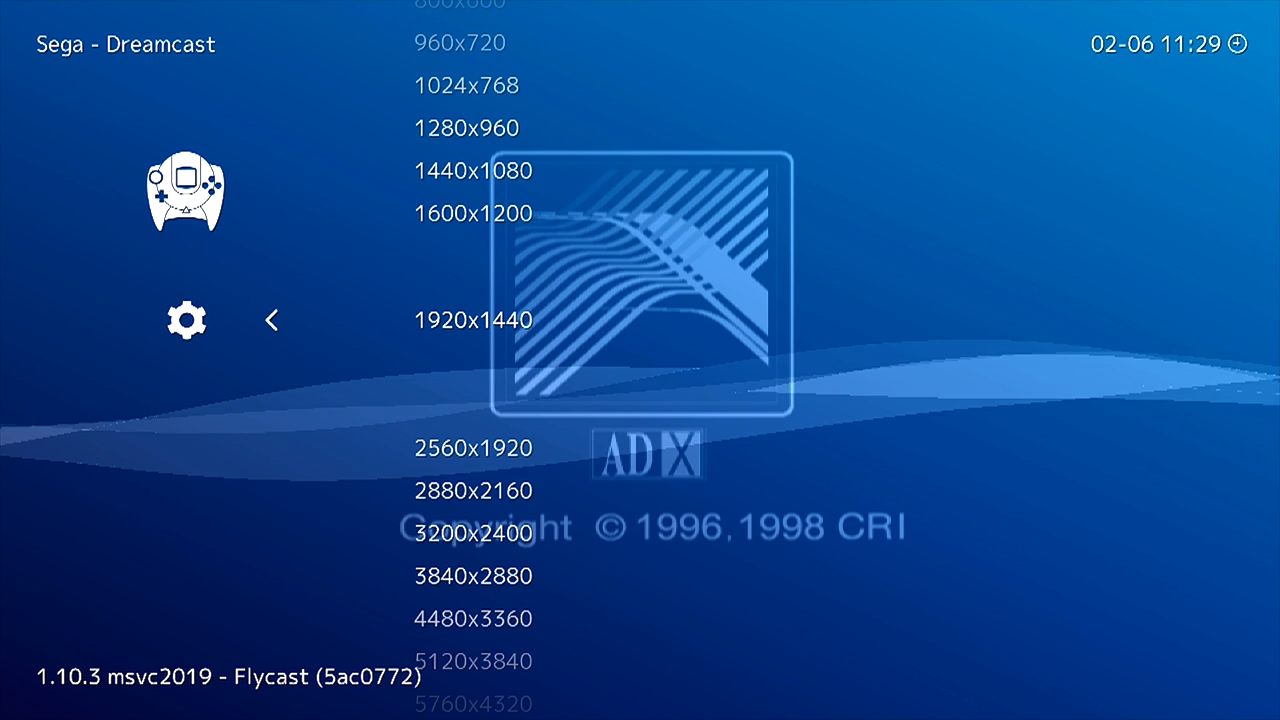 800x600
Sega - Dreamcast
960x720
02-06 11:29
1024x768
1280x960
1440x1080
1600x1200
1920x1440
2560x1920
ADX
2880x2160
Copyright © 1996,1998 CRI
3200x2400
3840x2880
4480x3360
5120x3840
1.10.3 msvc2019 - Flycast (5ac0772)
5760x4320